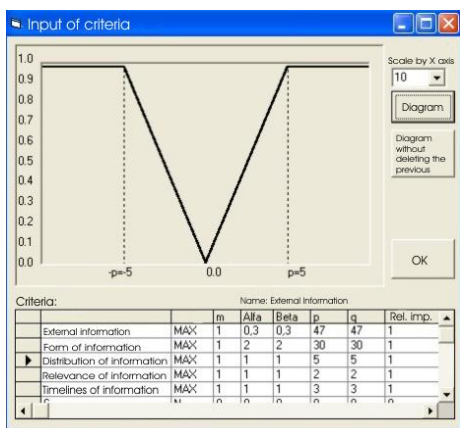 Input of criteria
1.0
0.9
0.8
0.7
0.6
0.5
0.4
0.3
0.2
0.1
0.0
-p=-5 0.0 p=5
Scale by X axis
10
Diagram
Diagram
without
deleting the
previous
OK
Criteria: Name: External Information
m Alfa Beta p q Rel. imp.
External information MAX 1 0,3 0,3 47 47 1
Form of information MAX 1 2 2 30 30 1
Distribution of information MAX 1 1 1 5 5 1
Relevance of information MAX 1 1 1 2 2 1
Timelines of information MAX 1 1 1 3 3 1